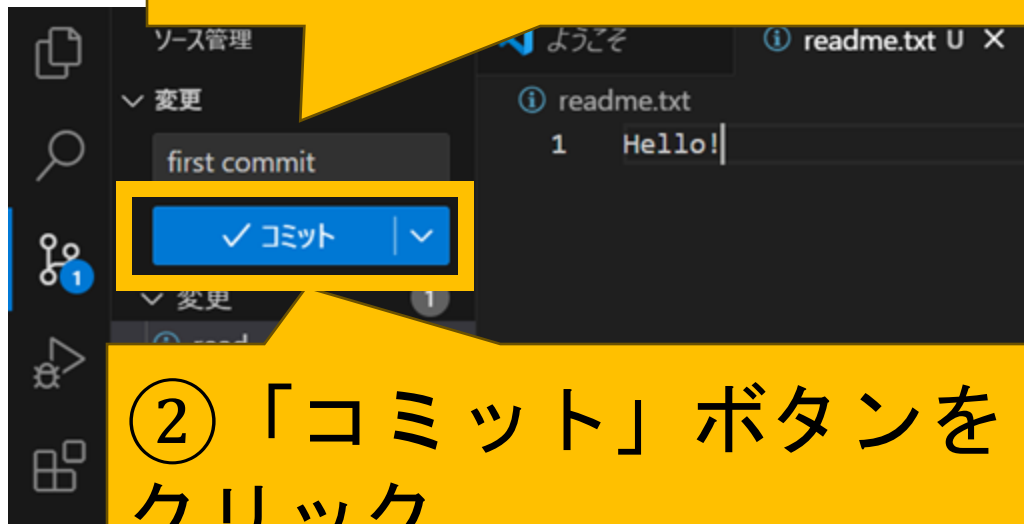 ソース管理
ようこそ
readme.txt U
変更
readme.txt
first commit
1 Hello!
コミット
1
変更 1
②「コミット」ボタンを
クリック